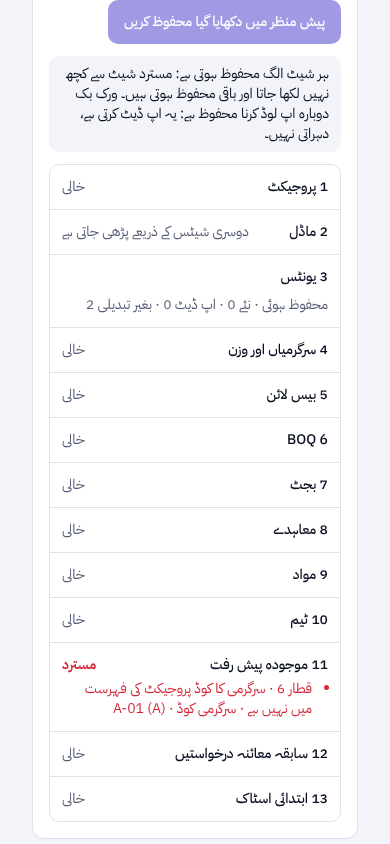 پیش منظر میں دکھایا گیا محفوظ کریں
ہر شیٹ الگ محفوظ ہوتی ہے: مسترد شیٹ سے کچھ
نہیں لکھا جاتا اور باقی محفوظ ہوتی ہیں۔ ورک بک
دوبارہ اپ لوڈ کرنا محفوظ ہے: یہ اپ ڈیٹ کرتی ہے،
دہراتی نہیں۔
1 پروجیکٹ خالی
2 ماڈل دوسری شیٹس کے ذریعے پڑھی جاتی ہے
3 یونٹس
محفوظ ہوئی · نئے 0 · اپ ڈیٹ 0 · بغیر تبدیلی 2
4 سرگرمیاں اور وزن خالی
5 بیس لائن خالی
6 BOQ خالی
7 بجٹ خالی
8 معاہدے خالی
9 مواد خالی
10 ٹیم خالی
11 موجودہ پیش رفت مسترد
• قطار 6 · سرگرمی کا کوڈ پروجیکٹ کی فہرست
میں نہیں ہے · سرگرمی کوڈ · A-01 (A)
12 سابقہ معائنہ درخواستیں خالی
13 ابتدائی اسٹاک خالی